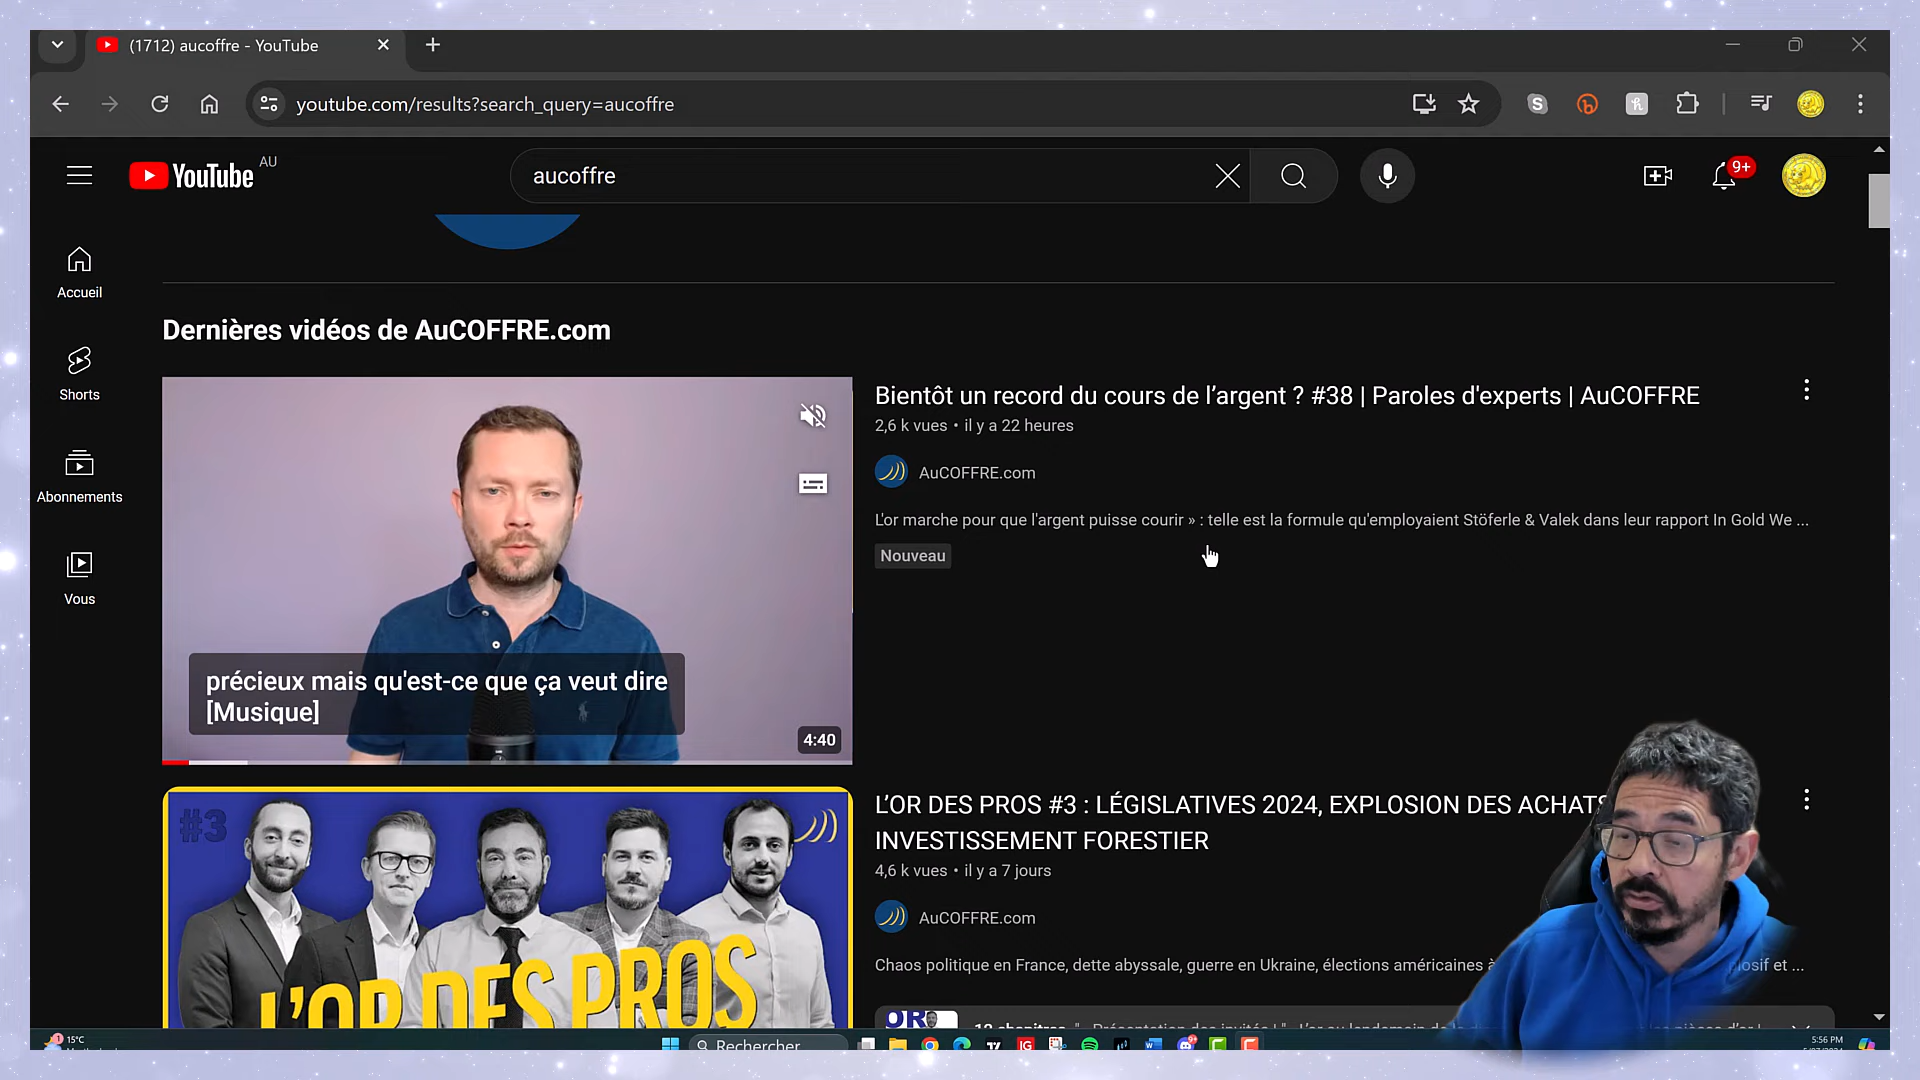 (1712) aucoffre - YouTube
youtube.com/results?search_query=aucoffre
YouTube AU
aucoffre
9+
Accueil
Shorts
Abonnements
Vous
Dernières vidéos de AuCOFFRE.com
précieux mais qu'est-ce que ça veut dire
[Musique]
4:40
Bientôt un record du cours de l’argent ? #38 | Paroles d'experts | AuCOFFRE
2,6 k vues • il y a 22 heures
AuCOFFRE.com
L'or marche pour que l'argent puisse courir » : telle est la formule qu'employaient Stöferle & Valek dans leur rapport In Gold We ...
Nouveau
#3
L'OR DES PROS
L’OR DES PROS #3 : LÉGISLATIVES 2024, EXPLOSION DES ACHATS
INVESTISSEMENT FORESTIER
4,6 k vues • il y a 7 jours
AuCOFFRE.com
Chaos politique en France, dette abyssale, guerre en Ukraine, élections américaines à
15°C
Rechercher
5:56 PM